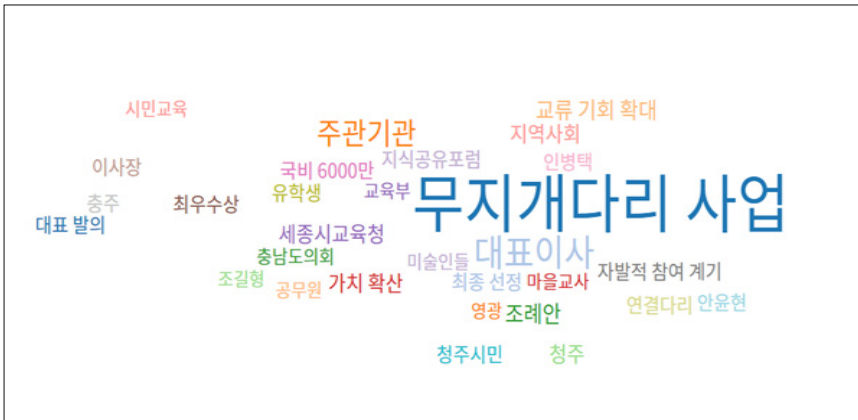 시민교육
교류 기회 확대
주관기관
지역사회
이사장
지식공유포럼
인병택
국비 6000만
유학생
교육부
무지개다리 사업
충주
최우수상
대표 발의
세종시교육청
대표이사
충남도의회
미술인들
자발적 참여 계기
조길형
공무원
가치 확산
최종 선정
마을교사
연결다리
안윤현
영광
조례안
청주시민
청주